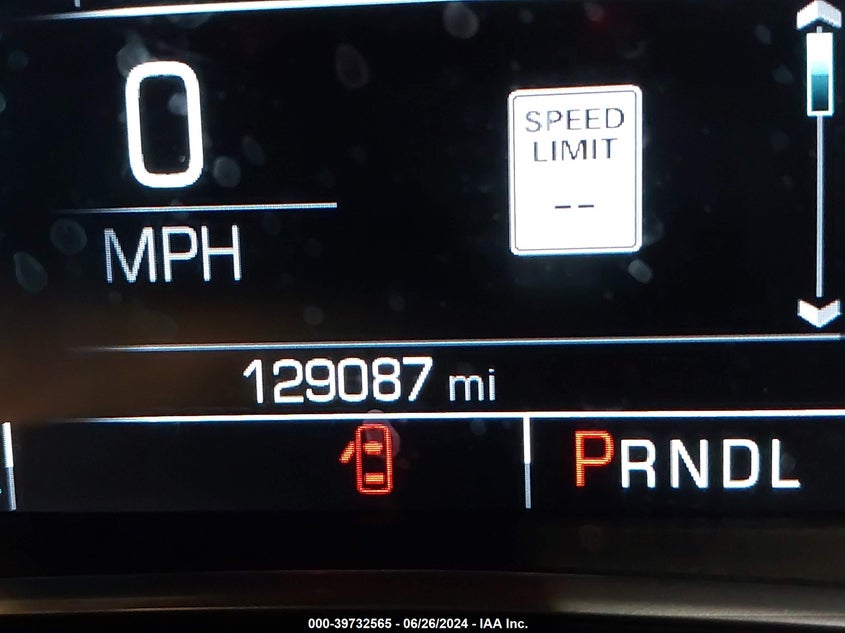 0
MPH
SPEED
LIMIT
--
129087 mi
PRNDL
000-39732565 - 06/26/2024 - IAA Inc.